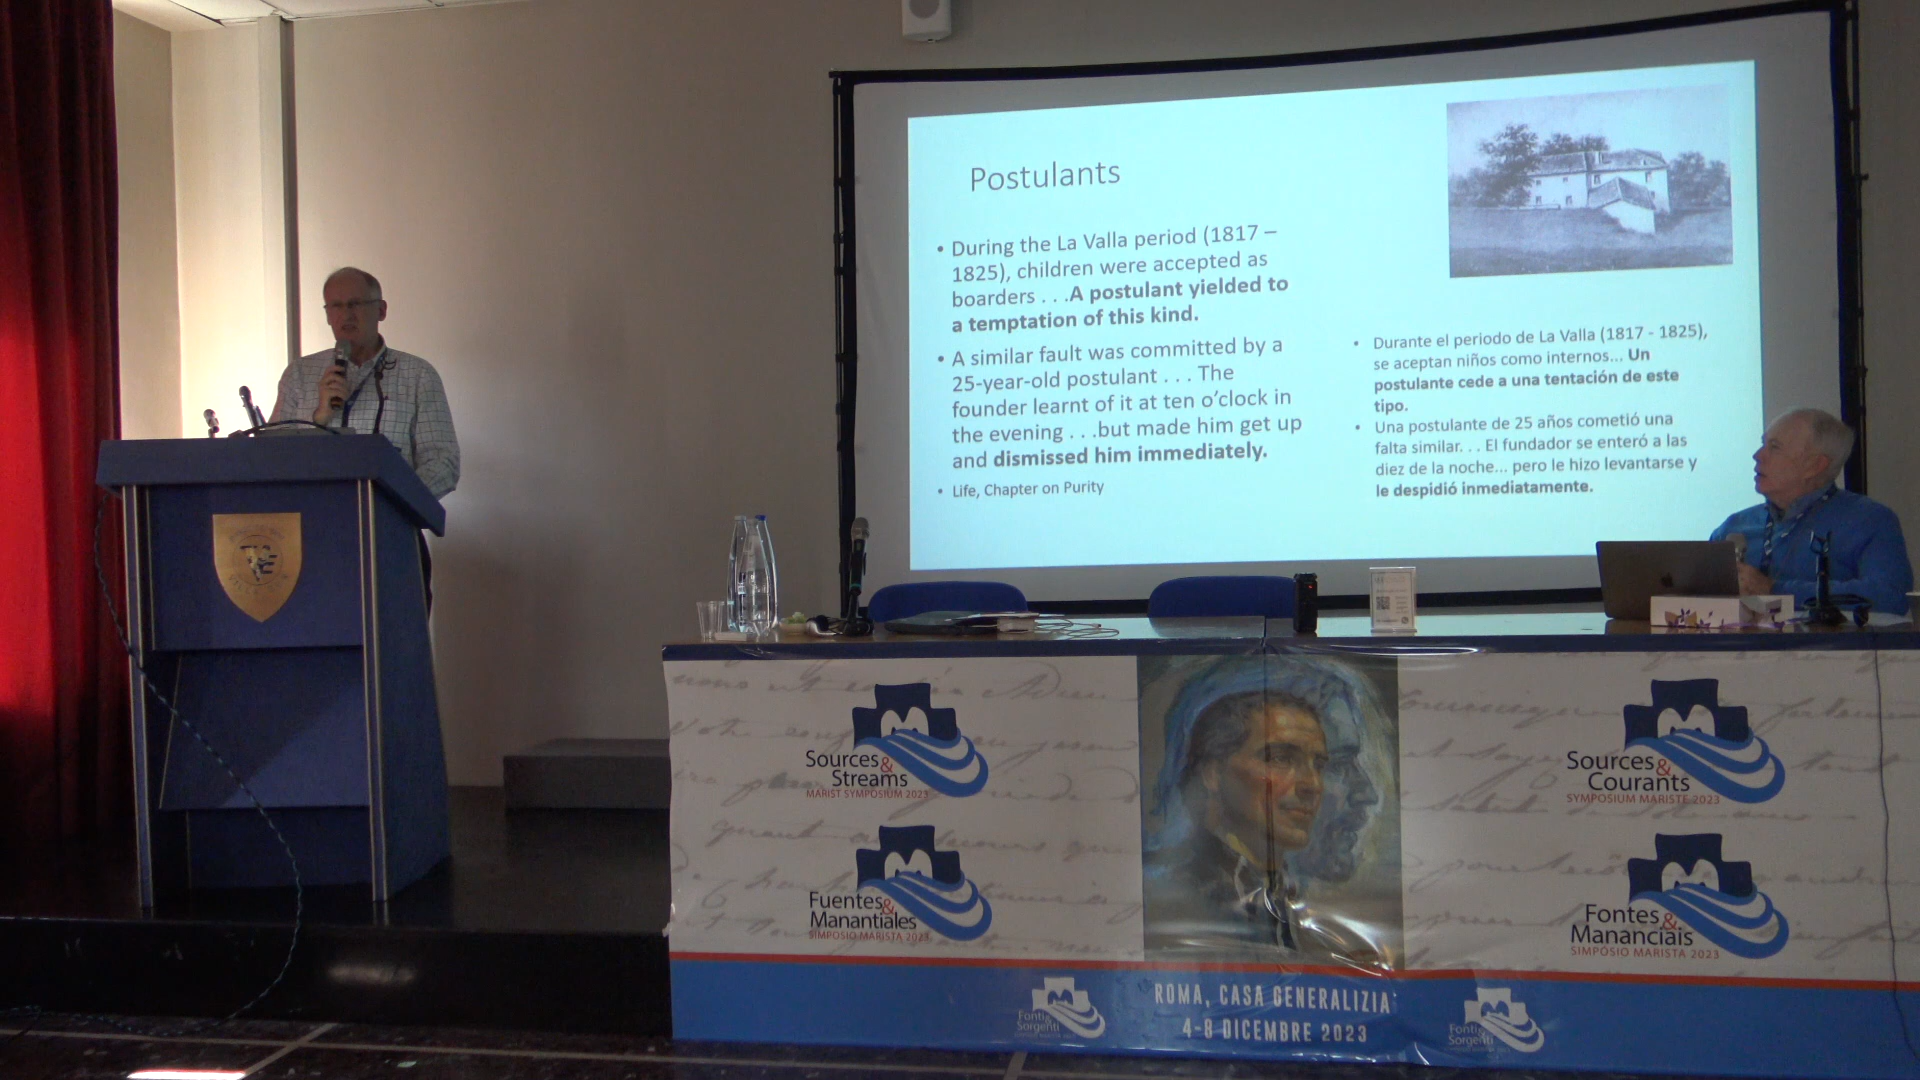 Postulants
• During the La Valla period (1817 –
1825), children were accepted as
boarders . . .A postulant yielded to
a temptation of this kind.
• A similar fault was committed by a
25-year-old postulant . . . The
founder learnt of it at ten o’clock in
the evening . . .but made him get up
and dismissed him immediately.
• Life, Chapter on Purity
• Durante el periodo de La Valla (1817 - 1825),
se aceptan niños como internos... Un
postulante cede a una tentación de este
tipo.
• Una postulante de 25 años cometió una
falta similar. . . El fundador se enteró a las
diez de la noche... pero le hizo levantarse y
le despidió inmediatamente.
Sources&
Streams
MARIST SYMPOSIUM 2023
Fuentes&
Manantiales
SIMPOSIO MARISTA 2023
Sources&
Courants
SYMPOSIUM MARISTE 2023
Fontes&
Mananciais
SIMPÓSIO MARISTA 2023
ROMA, CASA GENERALIZIA
4-8 DICEMBRE 2023
Fonti&
Sorgenti
Fonti&
Sorgenti